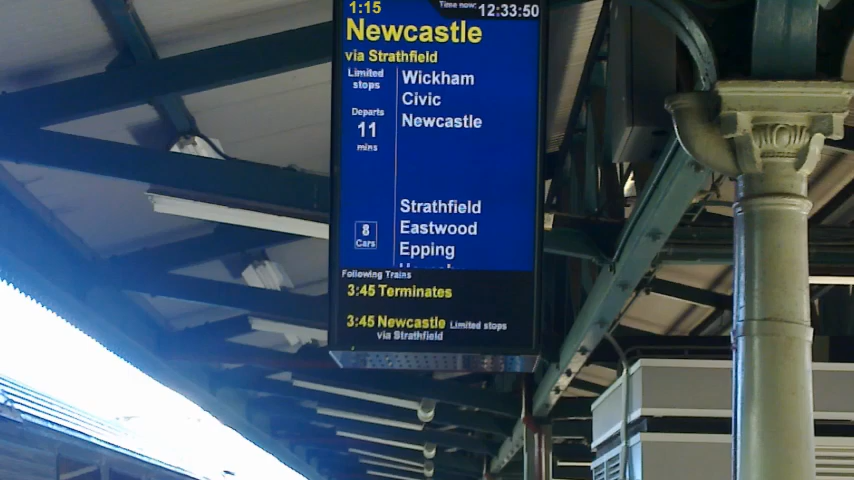 1:15
Time now: 12:33:50
Newcastle
via Strathfield
Limited stops
Departs
11
mins
8
Cars
Wickham
Civic
Newcastle
Strathfield
Eastwood
Epping
Following Trains
3:45 Terminates
3:45 Newcastle Limited stops
via Strathfield